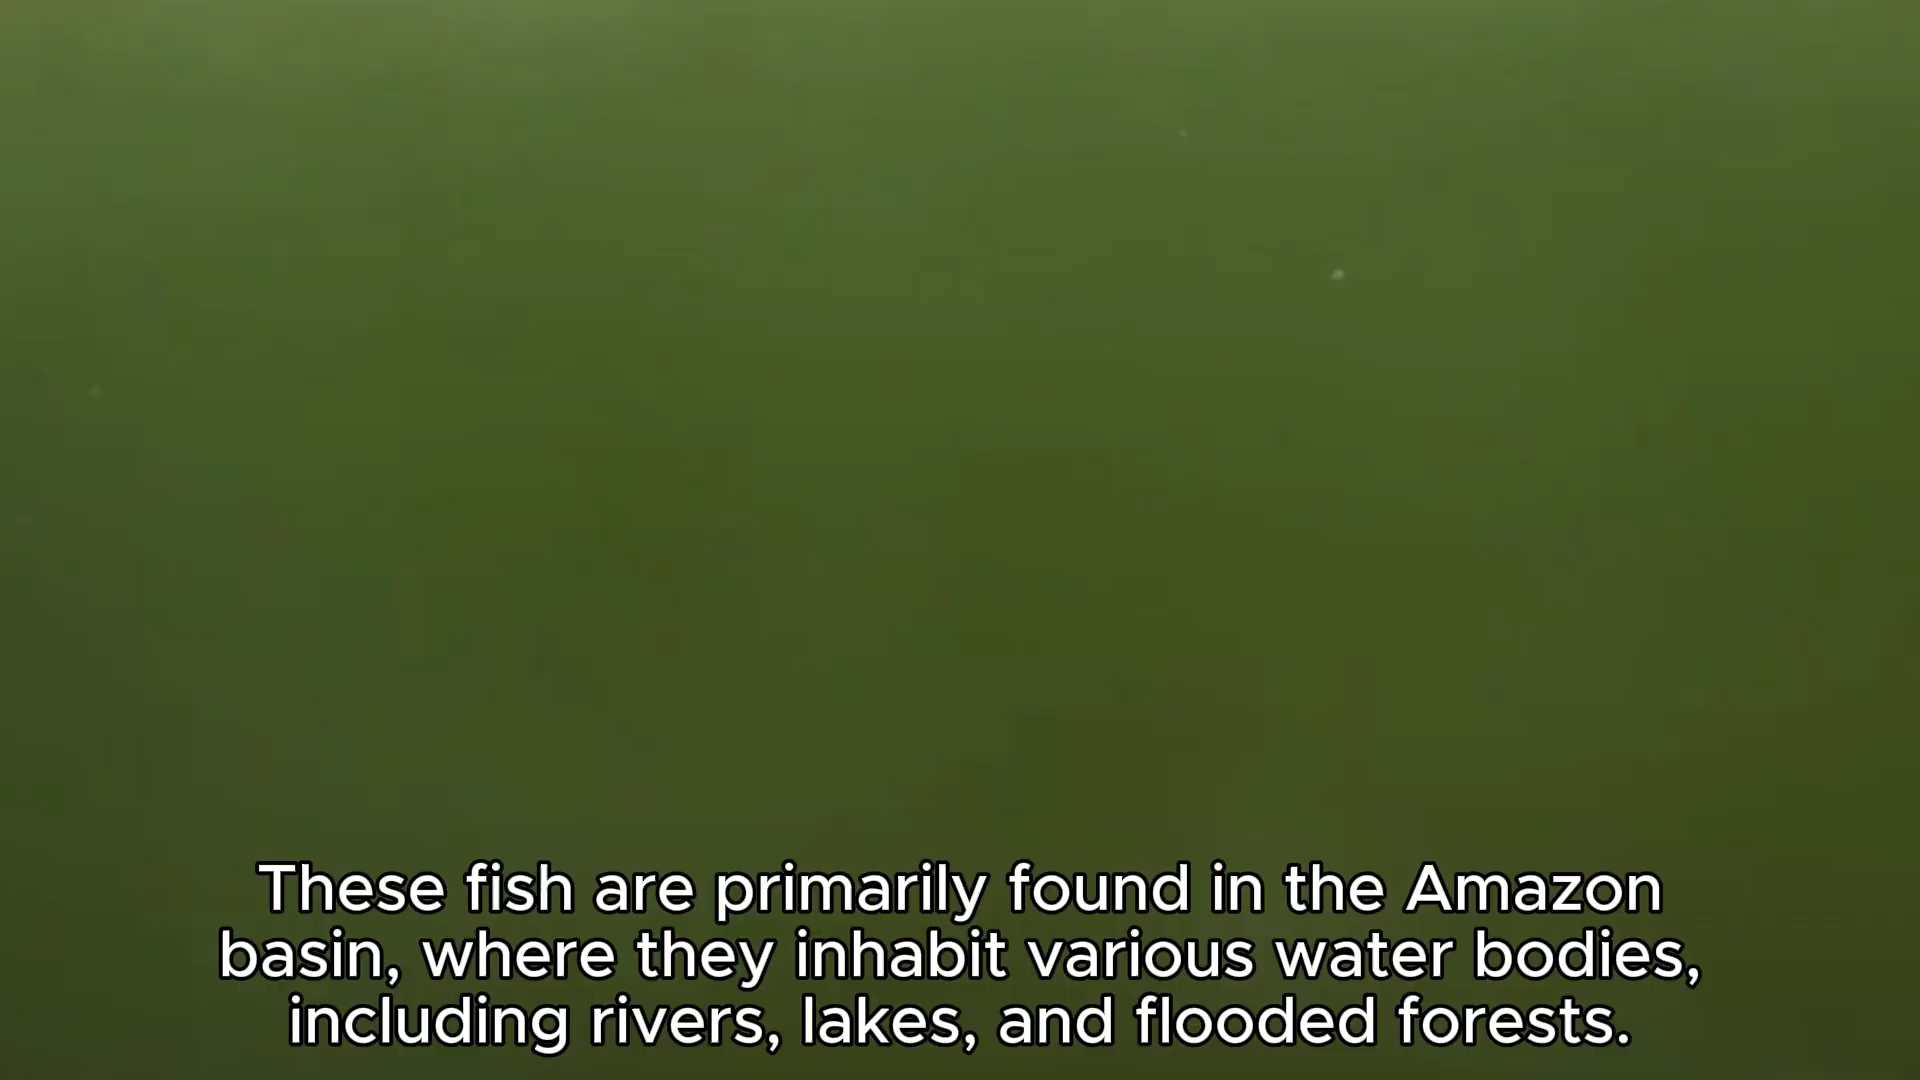 These fish are primarily found in the Amazon
basin, where they inhabit various water bodies,
including rivers, lakes, and flooded forests.